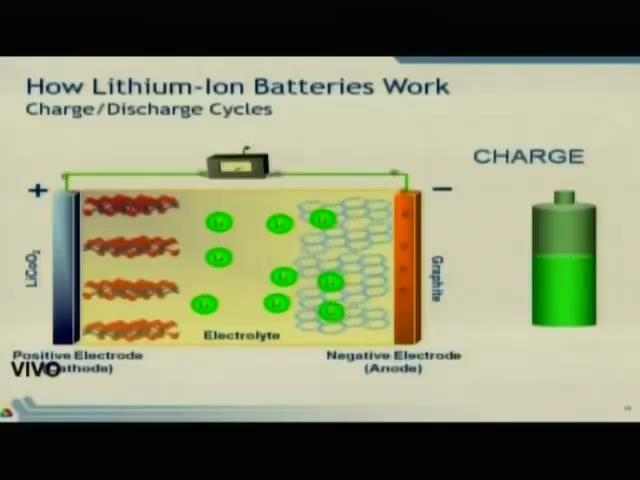 How Lithium-Ion Batteries Work
Charge/Discharge Cycles
CHARGE
+
−
LiCoO₂
Graphite
Electrolyte
Positive Electrode
Negative Electrode
(Anode)
VIVO